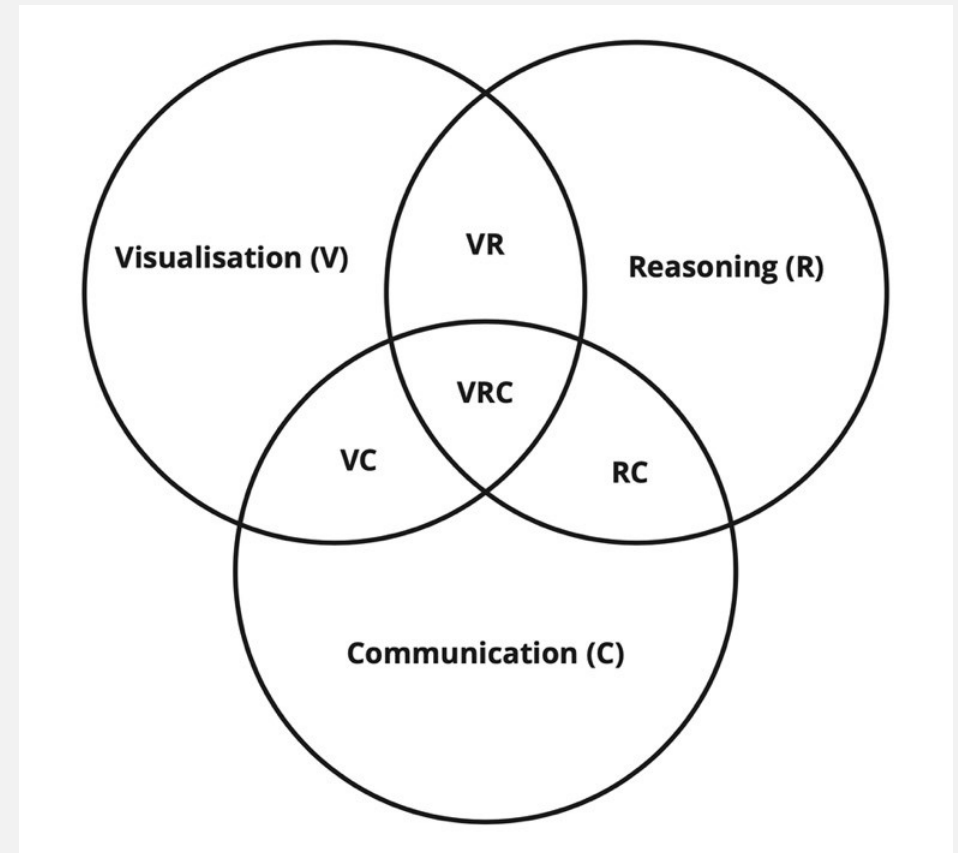 VR
Visualisation (V)
Reasoning (R)
VRC
VC
RC
Communication (C)